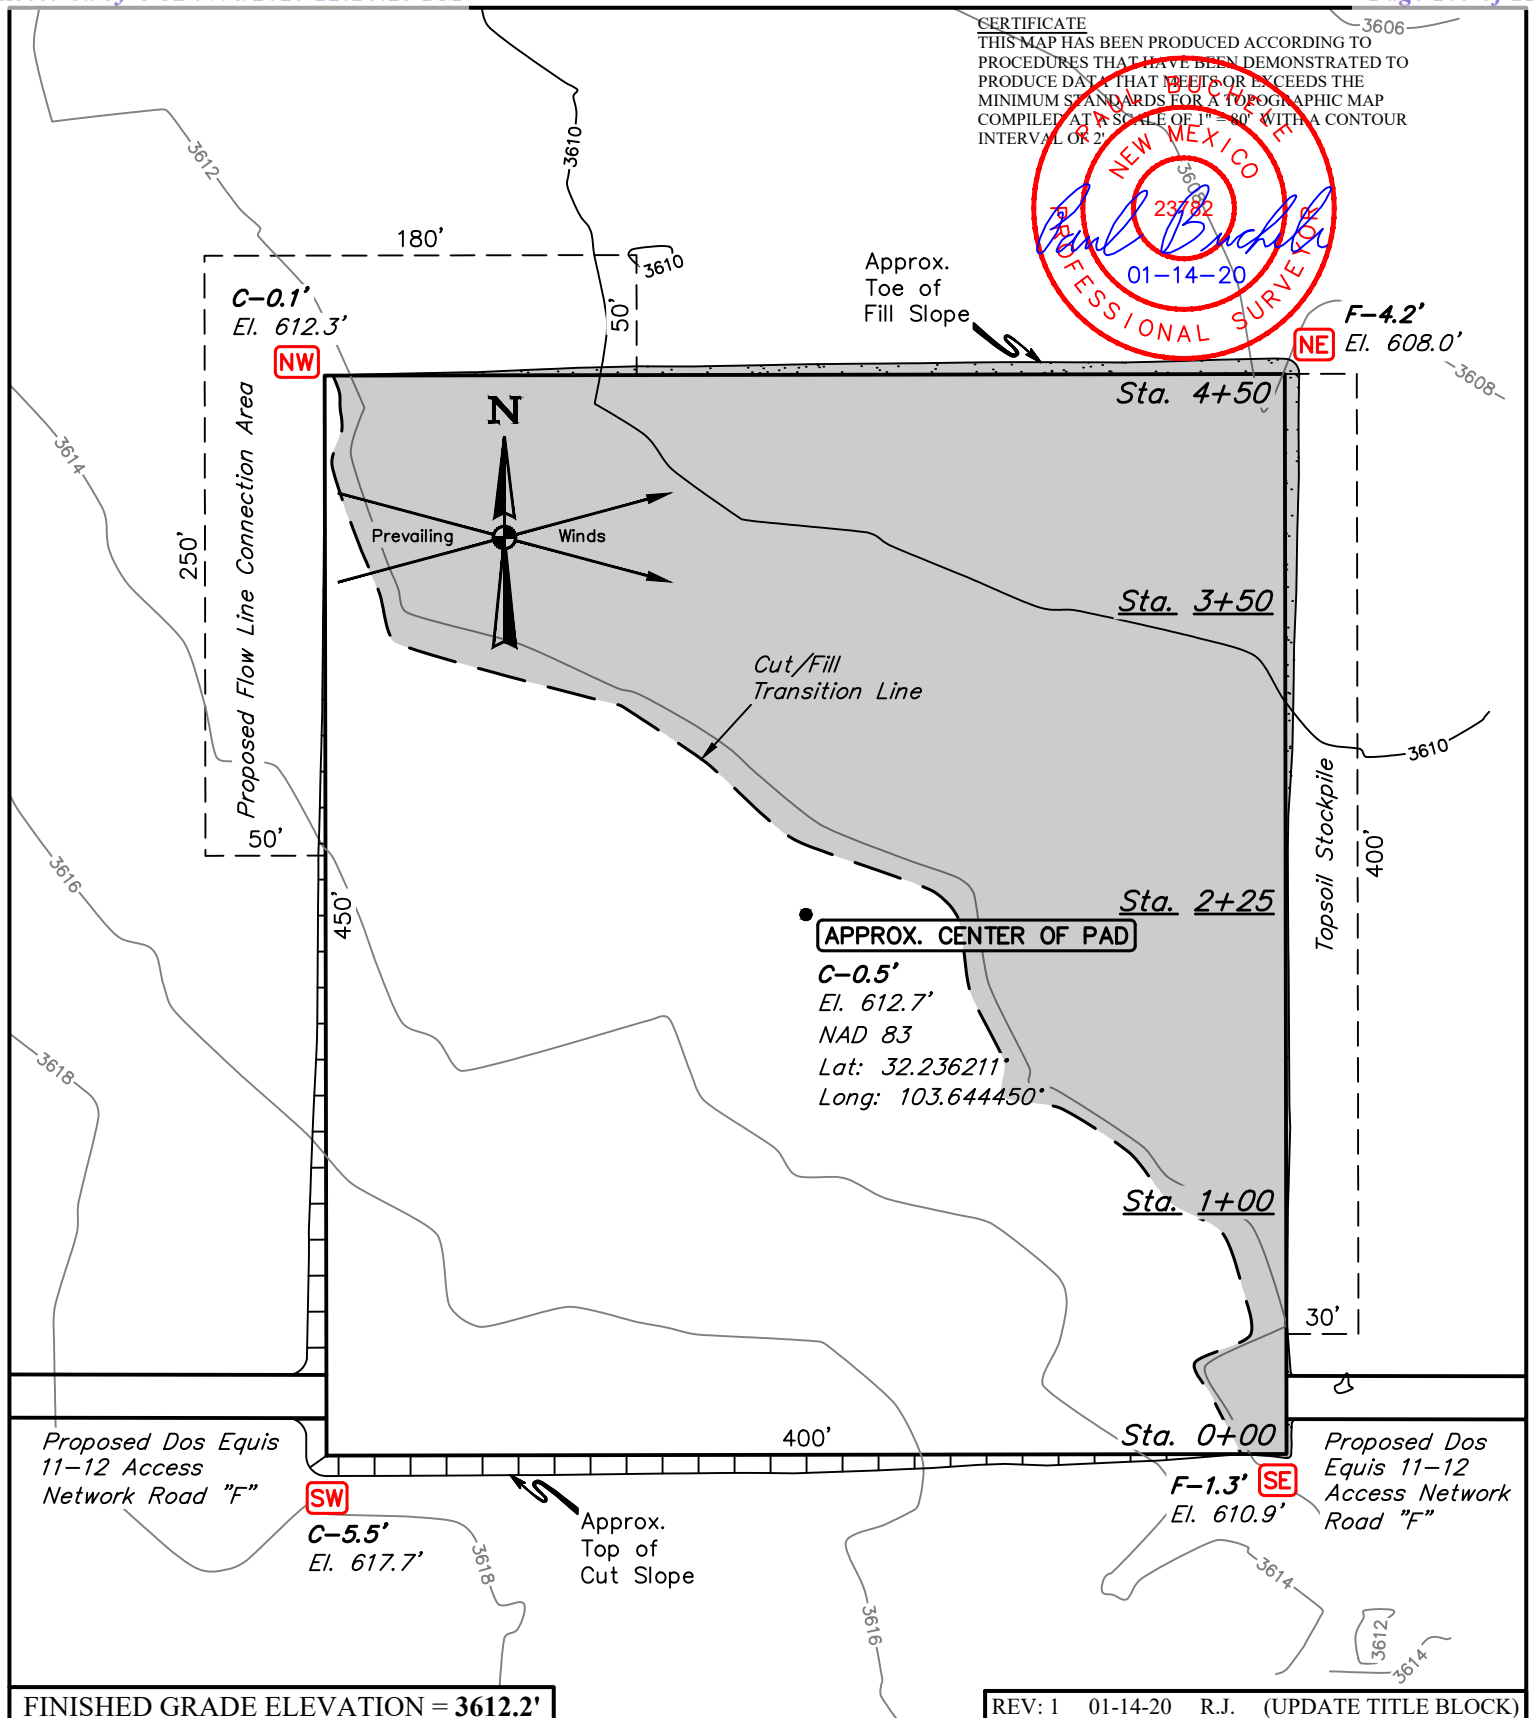 CERTIFICATE
THIS MAP HAS BEEN PRODUCED ACCORDING TO
PROCEDURES THAT HAVE BEEN DEMONSTRATED TO
PRODUCE DATA THAT MEETS OR EXCEEDS THE
MINIMUM STANDARDS FOR A TOPOGRAPHIC MAP
COMPILED AT A SCALE OF 1" = 80' WITH A CONTOUR
INTERVAL OF 2'
PAUL BUCHELE
NEW MEXICO
23782
01-14-20
PROFESSIONAL SURVEYOR
3606
3610
3612
3608
180'
3610
50'
Approx.
Toe of
Fill Slope
C-0.1'
El. 612.3'
NW
F-4.2'
El. 608.0'
NE
3608
Sta. 4+50
N
Prevailing Winds
3614
250'
Proposed Flow Line Connection Area
50'
Sta. 3+50
Cut/Fill
Transition Line
3610
Topsoil Stockpile
400'
3616
450'
Sta. 2+25
APPROX. CENTER OF PAD
C-0.5'
El. 612.7'
NAD 83
Lat: 32.236211°
Long: 103.644450°
3618
Sta. 1+00
30'
400'
Sta. 0+00
Proposed Dos Equis
11-12 Access
Network Road "F"
SW
C-5.5'
El. 617.7'
3618
Approx.
Top of
Cut Slope
3616
F-1.3'
El. 610.9'
SE
Proposed Dos
Equis 11-12
Access Network
Road "F"
3614
3612
3614
FINISHED GRADE ELEVATION = 3612.2'
REV: 1 01-14-20 R.J. (UPDATE TITLE BLOCK)